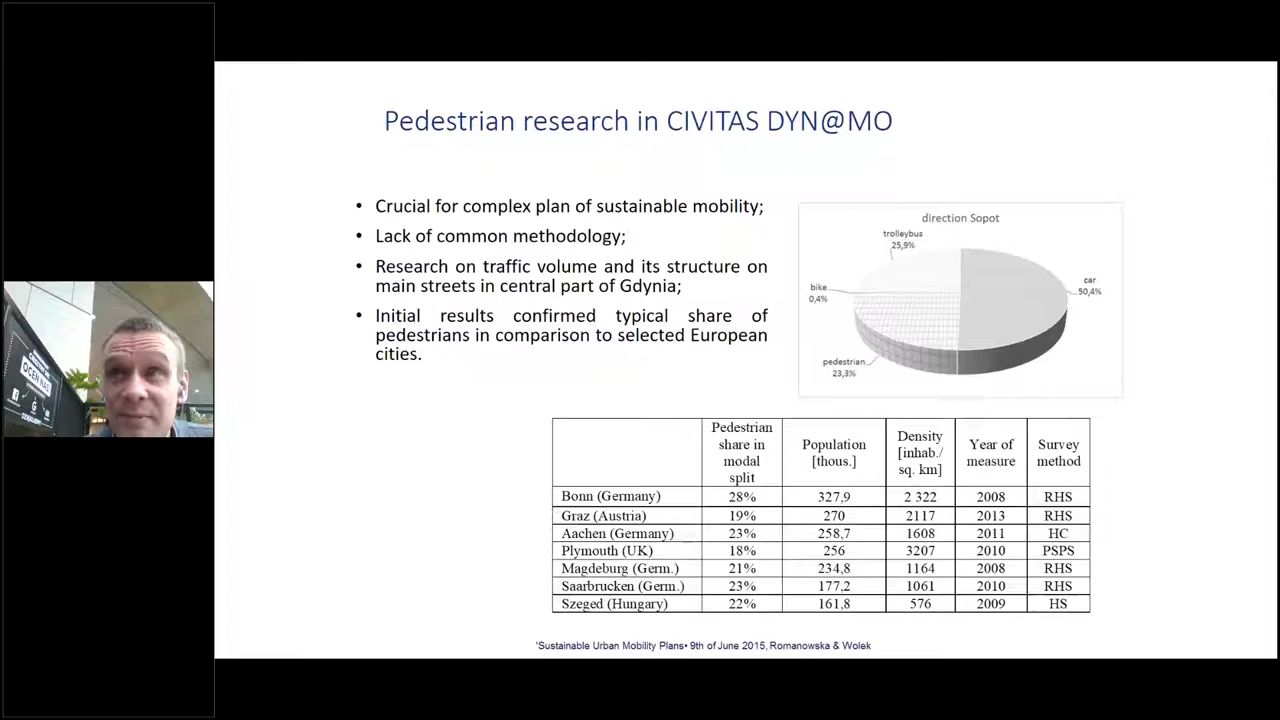 Pedestrian research in CIVITAS DYN@MO
• Crucial for complex plan of sustainable mobility;
• Lack of common methodology;
• Research on traffic volume and its structure on
main streets in central part of Gdynia;
• Initial results confirmed typical share of
pedestrians in comparison to selected European
cities.
direction Sopot
trolleybus
25,9%
car
50,4%
bike
0,4%
pedestrian
23,3%
OCEŃ NAS
Pedestrian share in modal split Population [thous.] Density [inhab./ sq. km] Year of measure Survey method
Bonn (Germany) 28% 327,9 2 322 2008 RHS
Graz (Austria) 19% 270 2117 2013 RHS
Aachen (Germany) 23% 258,7 1608 2011 HC
Plymouth (UK) 18% 256 3207 2010 PSPS
Magdeburg (Germ.) 21% 234,8 1164 2008 RHS
Saarbrucken (Germ.) 23% 177,2 1061 2010 RHS
Szeged (Hungary) 22% 161,8 576 2009 HS
'Sustainable Urban Mobility Plans• 9th of June 2015, Romanowska & Wolek